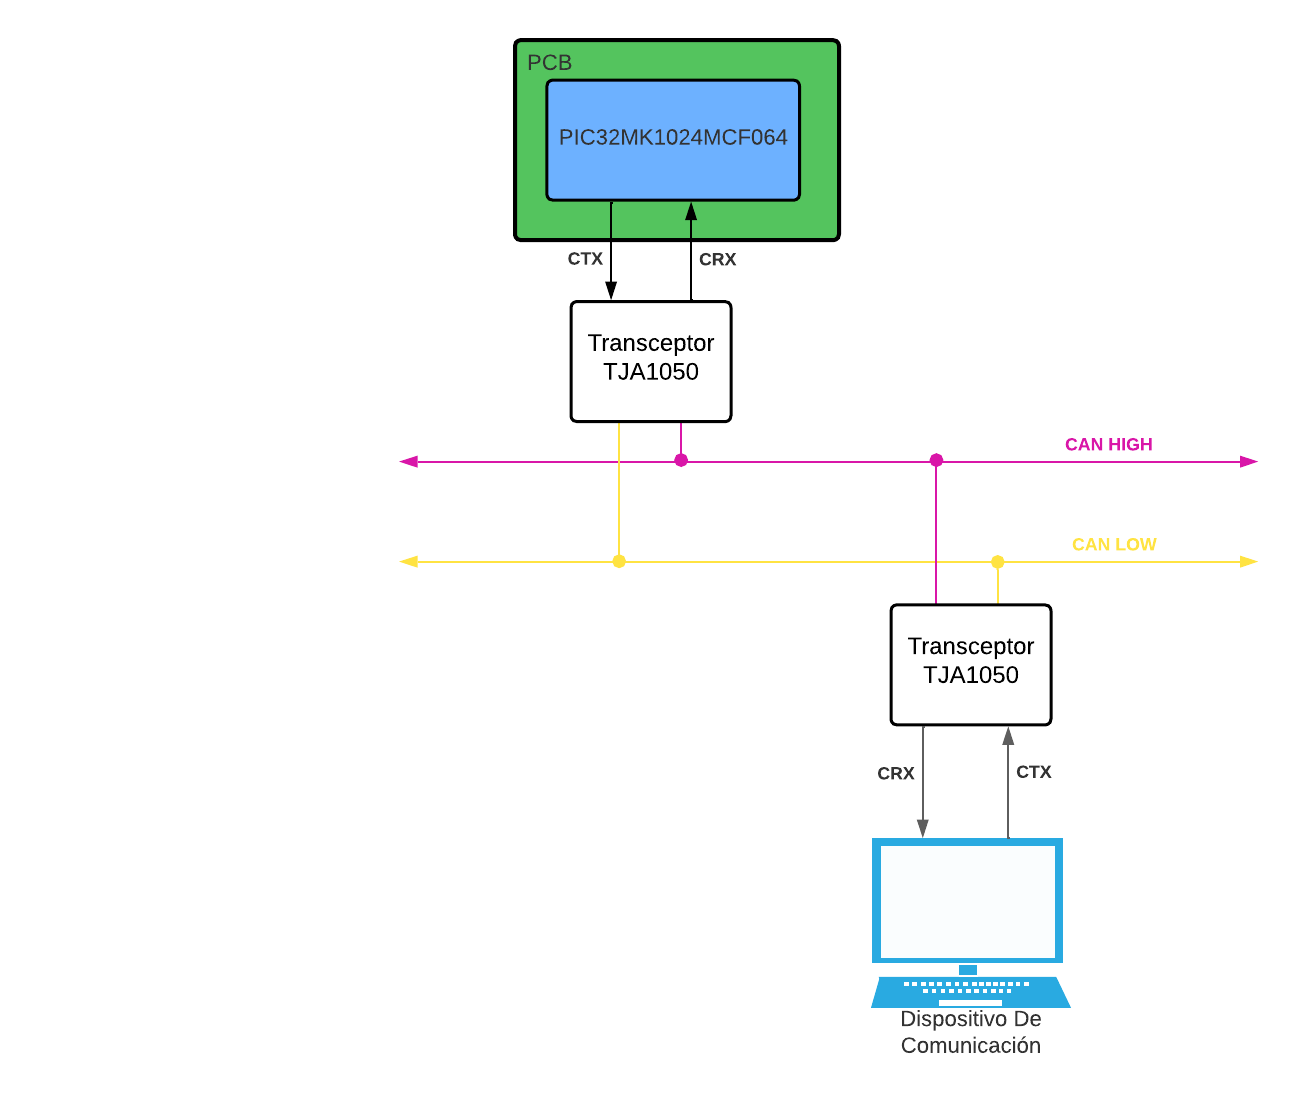 PCB
PIC32MK1024MCF064
CTX
CRX
Transceptor
TJA1050
CAN HIGH
CAN LOW
Transceptor
TJA1050
CRX
CTX
Dispositivo De
Comunicación